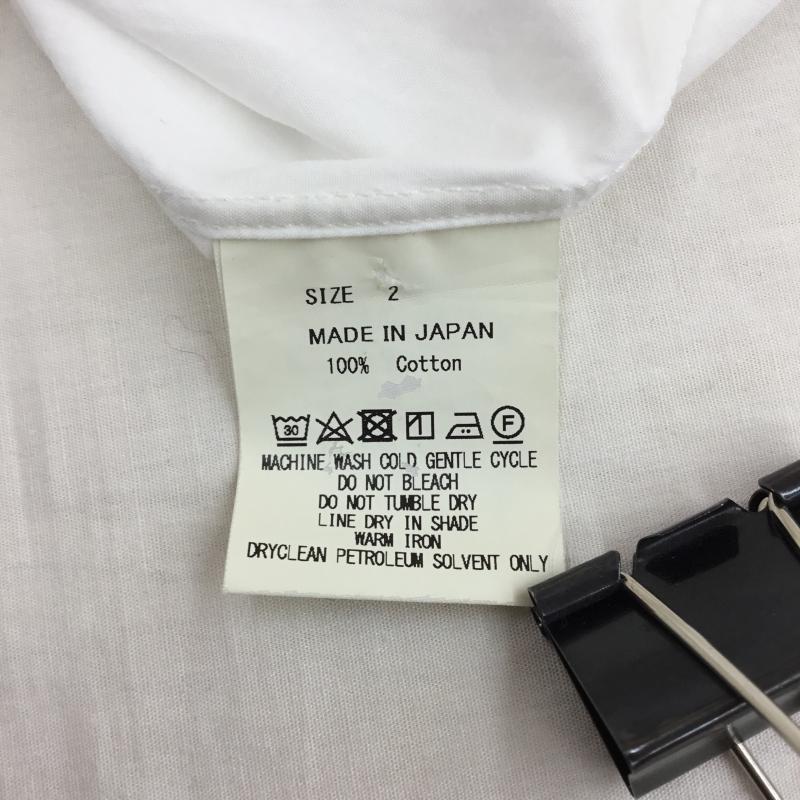 SIZE 2
MADE IN JAPAN
100% Cotton
30 F
MACHINE WASH COLD GENTLE CYCLE
DO NOT BLEACH
DO NOT TUMBLE DRY
LINE DRY IN SHADE
WARM IRON
DRYCLEAN PETROLEUM SOLVENT ONLY